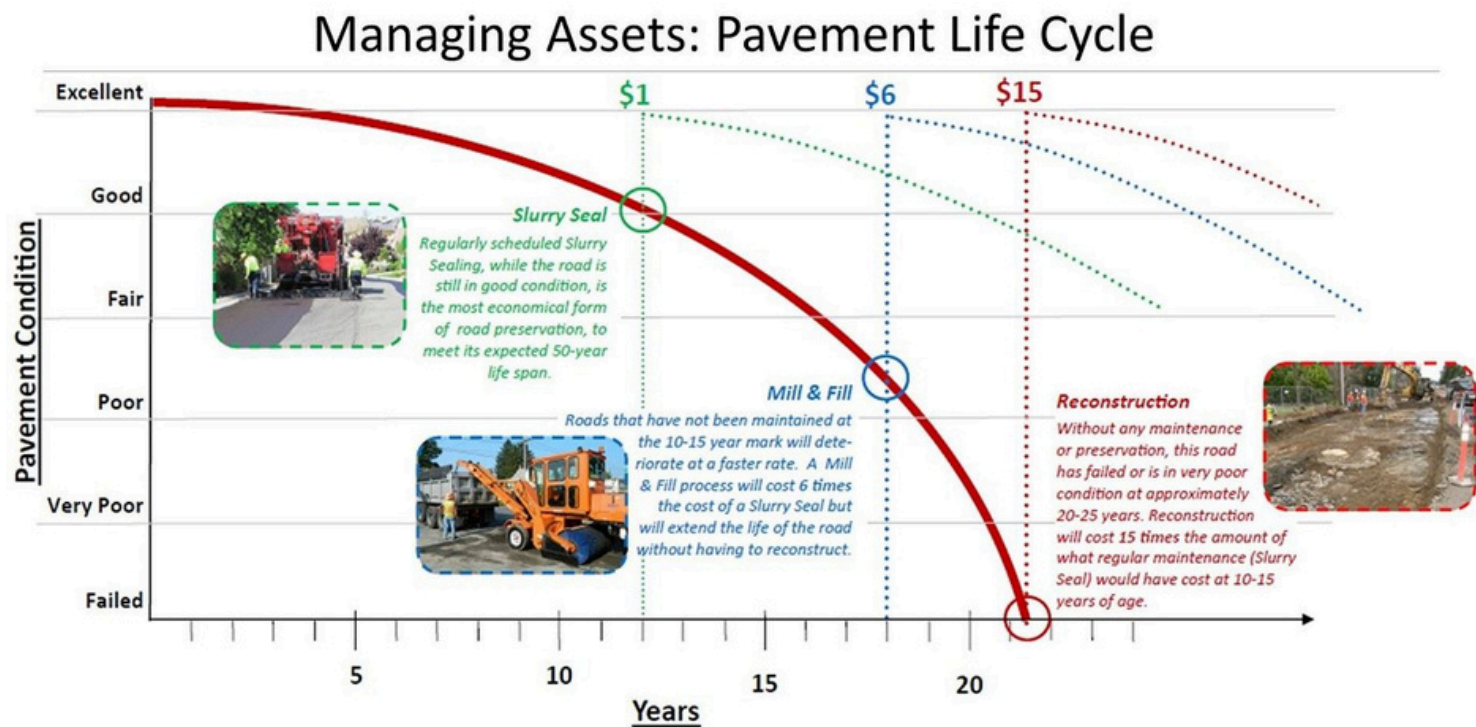 Managing Assets: Pavement Life Cycle
Excellent
$1
$6
$15
Good
Fair
Poor
Very Poor
Failed
Pavement Condition
Slurry Seal
Regularly scheduled Slurry
Sealing, while the road is
still in good condition, is
the most economical form
of road preservation, to
meet its expected 50-year
life span.
Mill & Fill
Roads that have not been maintained at
the 10-15 year mark will dete-
riorate at a faster rate. A Mill
& Fill process will cost 6 times
the cost of a Slurry Seal but
will extend the life of the road
without having to reconstruct.
Reconstruction
Without any maintenance
or preservation, this road
has failed or is in very poor
condition at approximately
20-25 years. Reconstruction
will cost 15 times the amount of
what regular maintenance (Slurry
Seal) would have cost at 10-15
years of age.
5
10
15
20
Years